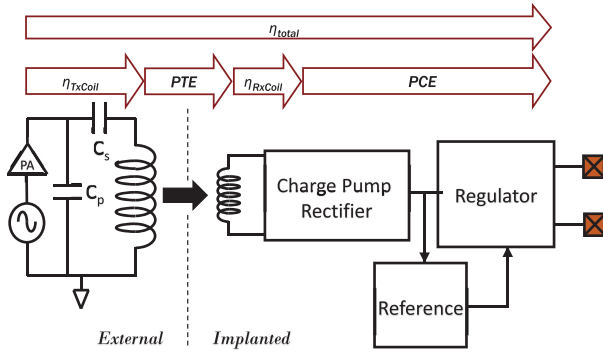 η_total
η_TxCoil PTE η_RxCoil PCE
C_s
PA
C_p
Charge Pump
Rectifier
Regulator
Reference
External Implanted